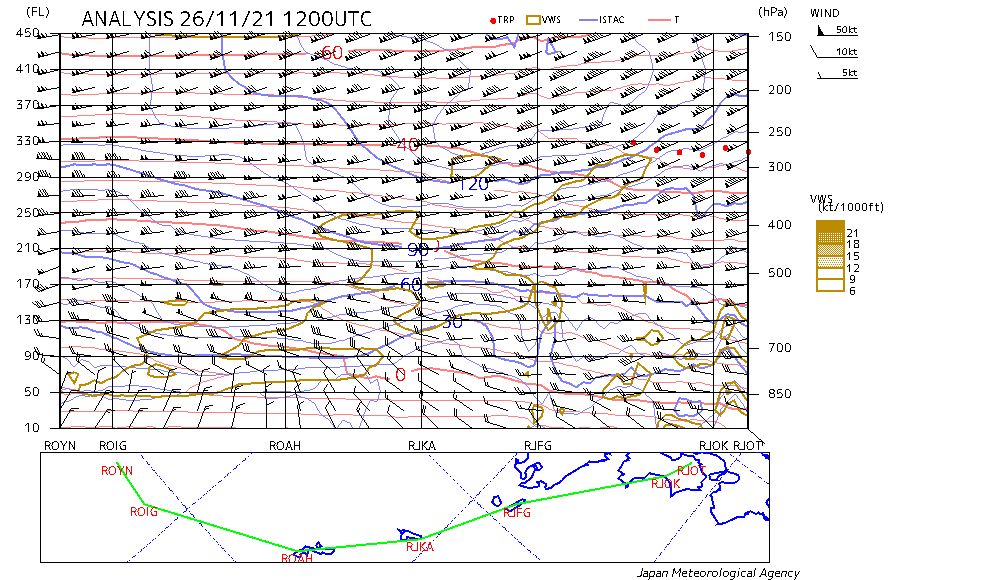 (FL)
ANALYSIS 26/11/21 1200UTC
TRP VWS ISTAC T
(hPa)
WIND
450
150
50kt
60
10kt
410
5kt
200
370
250
330
40
300
290
120
VWS
(kt/1000ft)
250
400
21
210
90
18
15
500
12
170
60
9
6
130
30
700
90
0
50
850
10
ROYN ROIG ROAH RJKA RJFG RJOK RJOT
ROYN
RJOT
RJOK
ROIG
RJFG
RJKA
ROAH
Japan Meteorological Agency